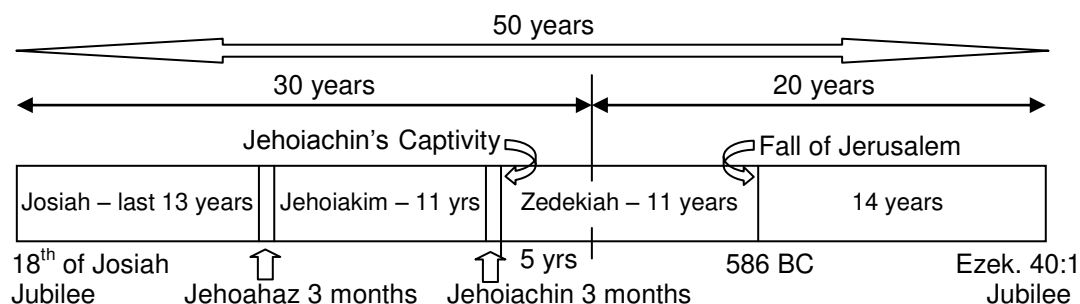 50 years
30 years 20 years
Jehoiachin's Captivity Fall of Jerusalem
Josiah – last 13 years Jehoiakim – 11 yrs Zedekiah – 11 years 14 years
18th of Josiah 5 yrs 586 BC Ezek. 40:1
Jubilee Jehoahaz 3 months Jehoiachin 3 months Jubilee